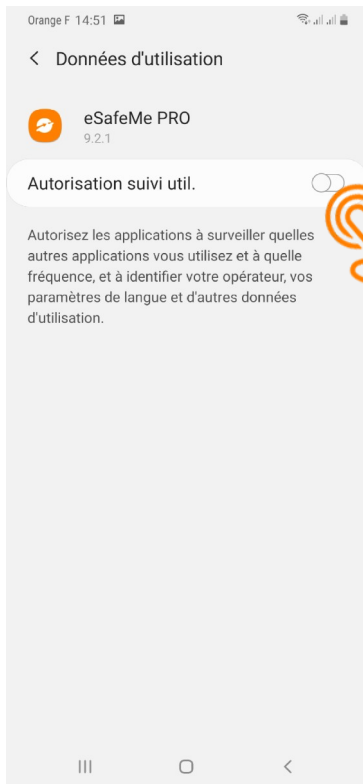 Orange F 14:51
Données d'utilisation
eSafeMe PRO
9.2.1
Autorisation suivi util.
Autorisez les applications à surveiller quelles
autres applications vous utilisez et à quelle
fréquence, et à identifier votre opérateur, vos
paramètres de langue et d'autres données
d'utilisation.